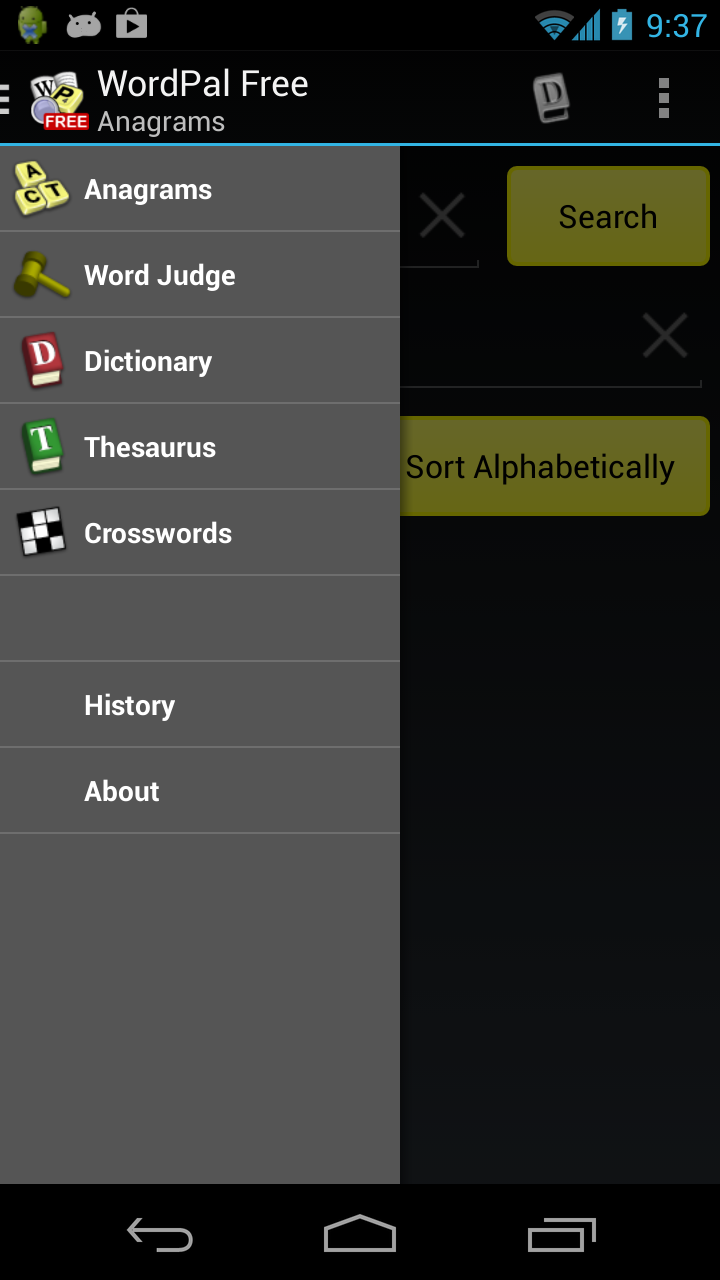 9:37
W P
FREE
WordPal Free
Anagrams
D
A
C T
Anagrams
Search
Word Judge
D
Dictionary
T
Thesaurus
Sort Alphabetically
Crosswords
History
About